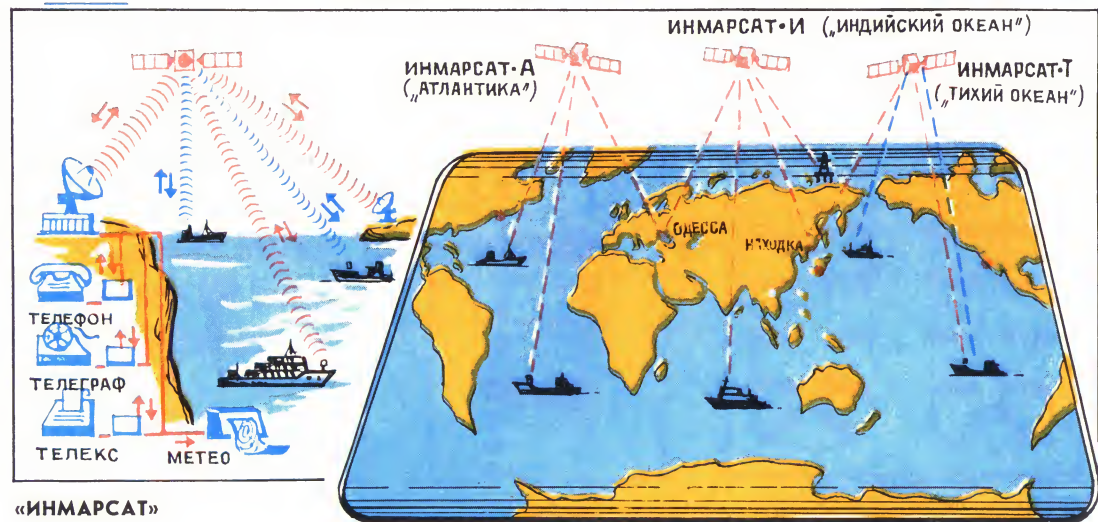 ИНМАРСАТ·И („ИНДИЙСКИЙ ОКЕАН")
ИНМАРСАТ·А
(„АТЛАНТИКА")
ИНМАРСАТ·Т
(„ТИХИЙ ОКЕАН")
ОДЕССА
НАХОДКА
ТЕЛЕФОН
ТЕЛЕГРАФ
ТЕЛЕКС
МЕТЕО
«ИНМАРСАТ»